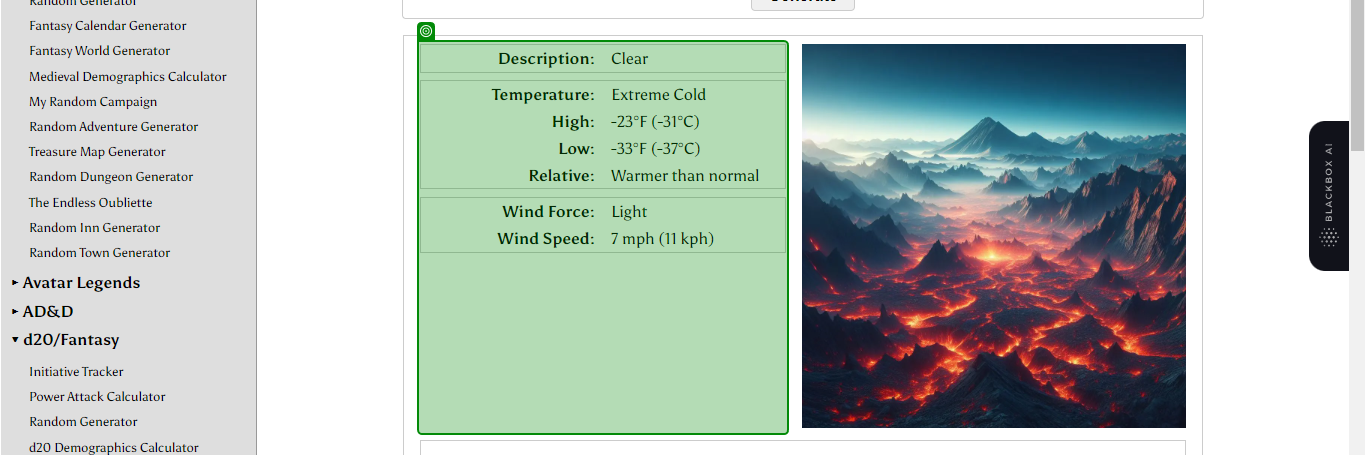 Random Generator
Fantasy Calendar Generator
Fantasy World Generator
Medieval Demographics Calculator
My Random Campaign
Random Adventure Generator
Treasure Map Generator
Random Dungeon Generator
The Endless Oubliette
Random Inn Generator
Random Town Generator
Avatar Legends
AD&D
d20/Fantasy
Initiative Tracker
Power Attack Calculator
Random Generator
d20 Demographics Calculator
Generate
Description: Clear
Temperature: Extreme Cold
High: -23°F (-31°C)
Low: -33°F (-37°C)
Relative: Warmer than normal
Wind Force: Light
Wind Speed: 7 mph (11 kph)
BLACKBOX AI